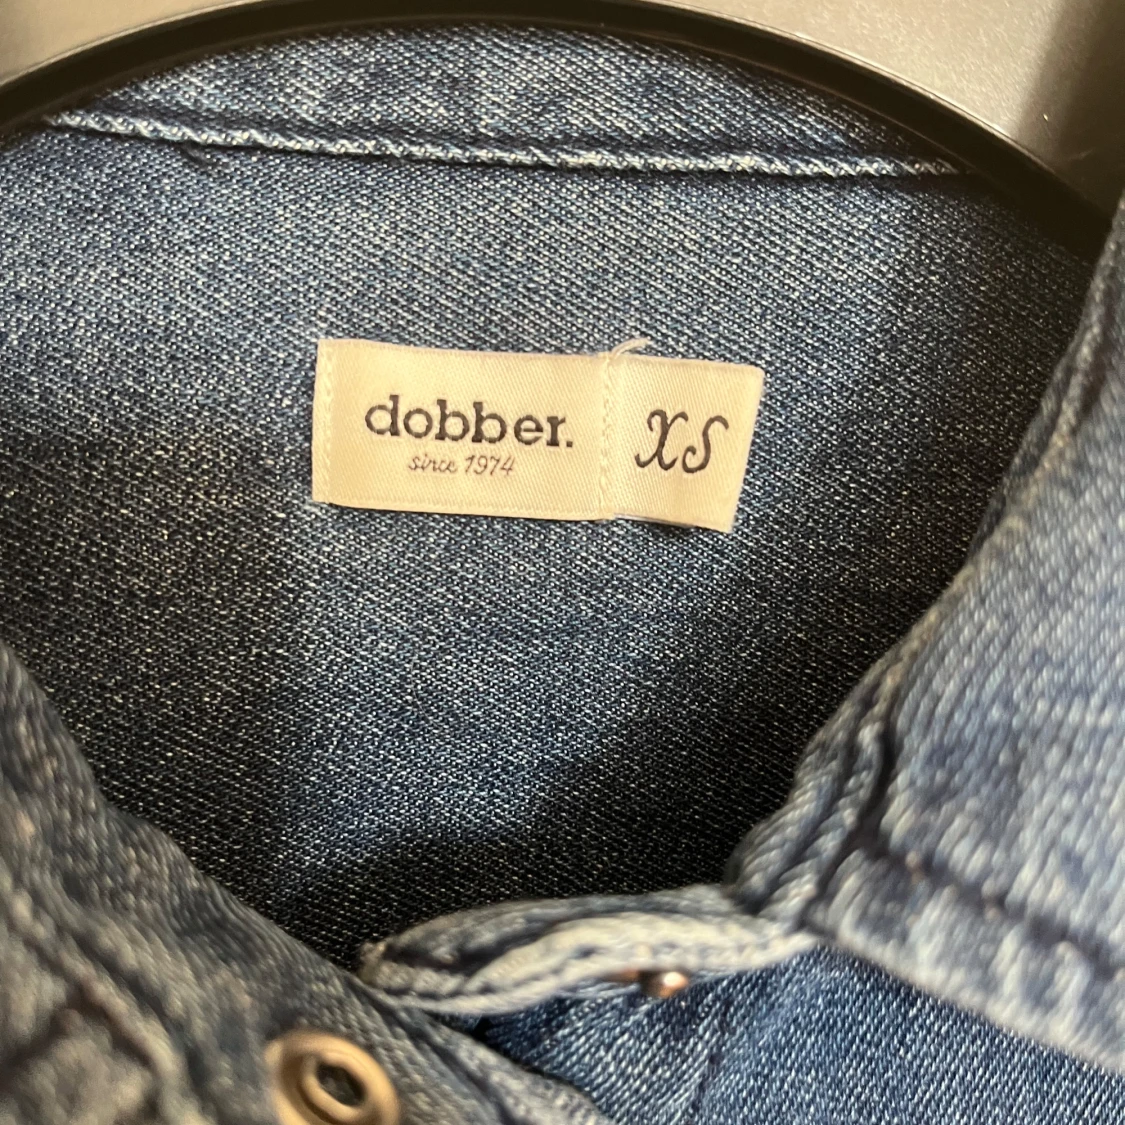 dobber.
since 1974
XS